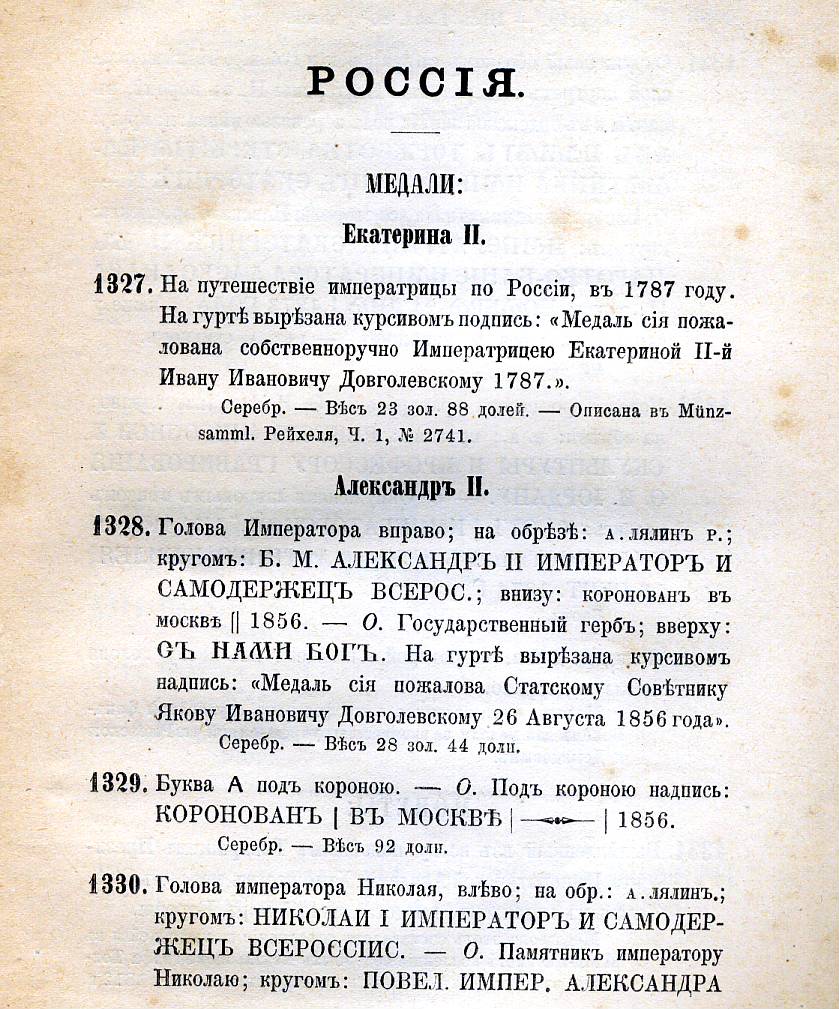 РОССІЯ.
МЕДАЛИ:
Екатерина II.
1327. На путешествіе императрицы по Россіи, въ 1787 году.
На гуртѣ вырѣзана курсивомъ подпись: «Медаль сія пожа-
лована собственноручно Императрицею Екатериной II-й
Ивану Ивановичу Довголевскому 1787.».
Серебр. — Вѣсъ 23 зол. 88 долей. — Описана въ Münz-
samml. Рейхеля, Ч. 1, № 2741.
Александръ II.
1328. Голова Императора вправо; на обрѣзѣ: А. ЛЯЛИНЪ Р.;
кругомъ: Б. М. АЛЕКСАНДРЪ II ИМПЕРАТОРЪ И
САМОДЕРЖЕЦЪ ВСЕРОС.; внизу: КОРОНОВАНЪ ВЪ
МОСКВѢ || 1856. — О. Государственный гербъ; вверху:
СЪ НАМИ БОГЪ. На гуртѣ вырѣзана курсивомъ
надпись: «Медаль сія пожалова Статскому Совѣтнику
Якову Ивановичу Довголевскому 26 Августа 1856 года».
Серебр. — Вѣсъ 28 зол. 44 доли.
1329. Буква А подъ короною. — О. Подъ короною надпись:
КОРОНОВАНЪ | ВЪ МОСКВѢ | —— | 1856.
Серебр. — Вѣсъ 92 доли.
1330. Голова императора Николая, влѣво; на обр.: А. ЛЯЛИНЪ.;
кругомъ: НИКОЛАИ I ИМПЕРАТОРЪ И САМОДЕР-
ЖЕЦЪ ВСЕРОССІИС. — О. Памятникъ императору
Николаю; кругомъ: ПОВЕЛ. ИМПЕР. АЛЕКСАНДРА